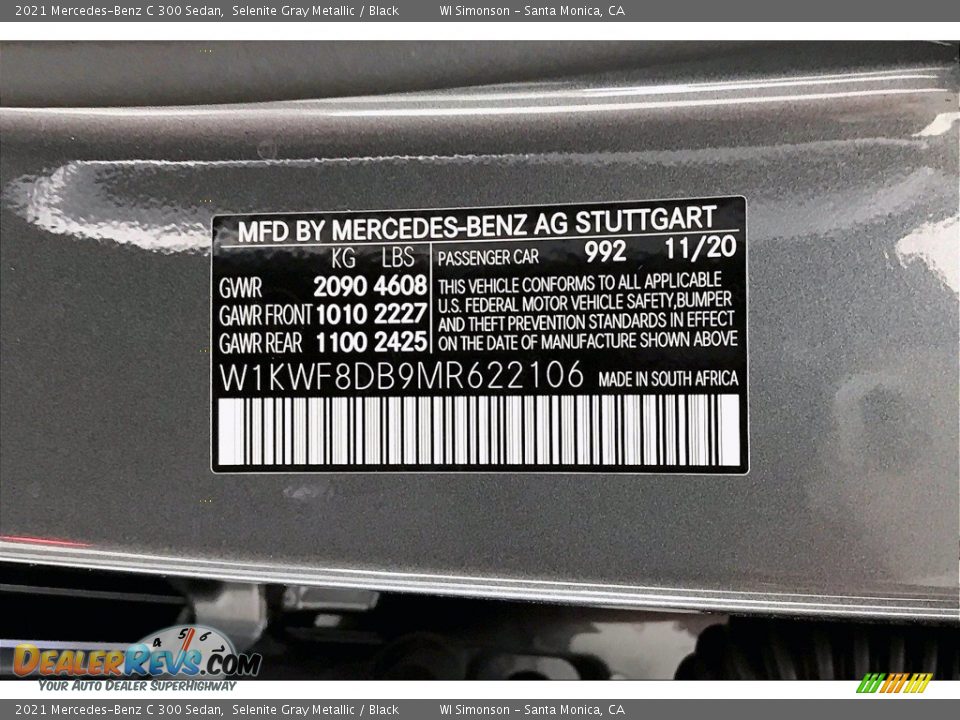 2021 Mercedes-Benz C 300 Sedan, Selenite Gray Metallic / Black WI Simonson - Santa Monica, CA
MFD BY MERCEDES-BENZ AG STUTTGART
KG LBS PASSENGER CAR 992 11/20
GWR 2090 4608 THIS VEHICLE CONFORMS TO ALL APPLICABLE
GAWR FRONT 1010 2227 U.S. FEDERAL MOTOR VEHICLE SAFETY,BUMPER
AND THEFT PREVENTION STANDARDS IN EFFECT
GAWR REAR 1100 2425 ON THE DATE OF MANUFACTURE SHOWN ABOVE
W1KWF8DB9MR622106 MADE IN SOUTH AFRICA
4 5 6
DEALERREVS.COM
YOUR AUTO DEALER SUPERHIGHWAY
2021 Mercedes-Benz C 300 Sedan, Selenite Gray Metallic / Black WI Simonson - Santa Monica, CA